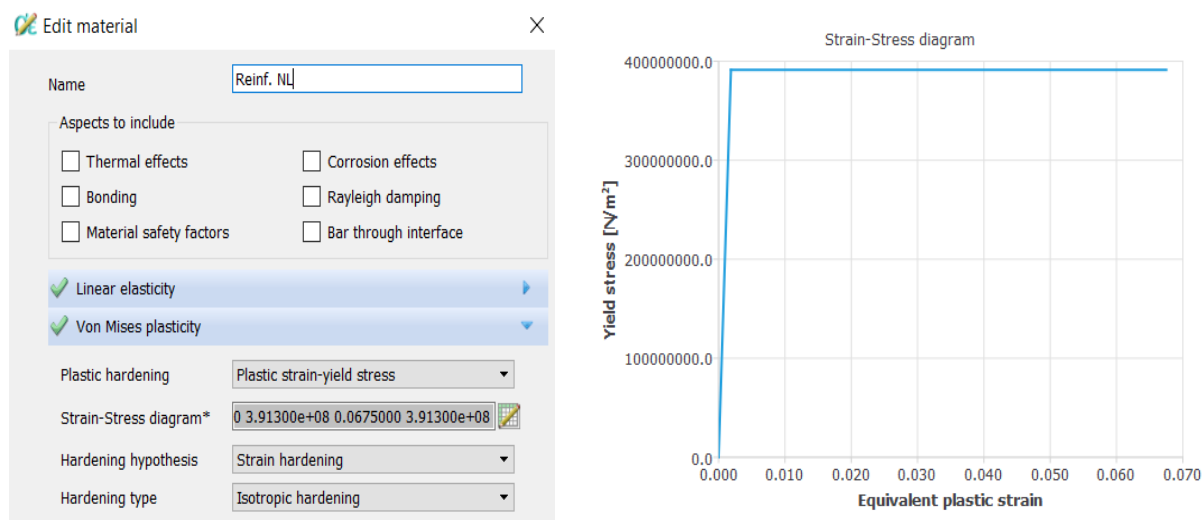 Edit material
Name
Reinf. NL
Aspects to include
Thermal effects
Corrosion effects
Bonding
Rayleigh damping
Material safety factors
Bar through interface
Linear elasticity
Von Mises plasticity
Plastic hardening
Plastic strain-yield stress
Strain-Stress diagram*
0 3.91300e+08 0.0675000 3.91300e+08
Hardening hypothesis
Strain hardening
Hardening type
Isotropic hardening
Strain-Stress diagram
400000000.0
300000000.0
200000000.0
100000000.0
0.0
Yield stress [N/m²]
0.000 0.010 0.020 0.030 0.040 0.050 0.060 0.070
Equivalent plastic strain